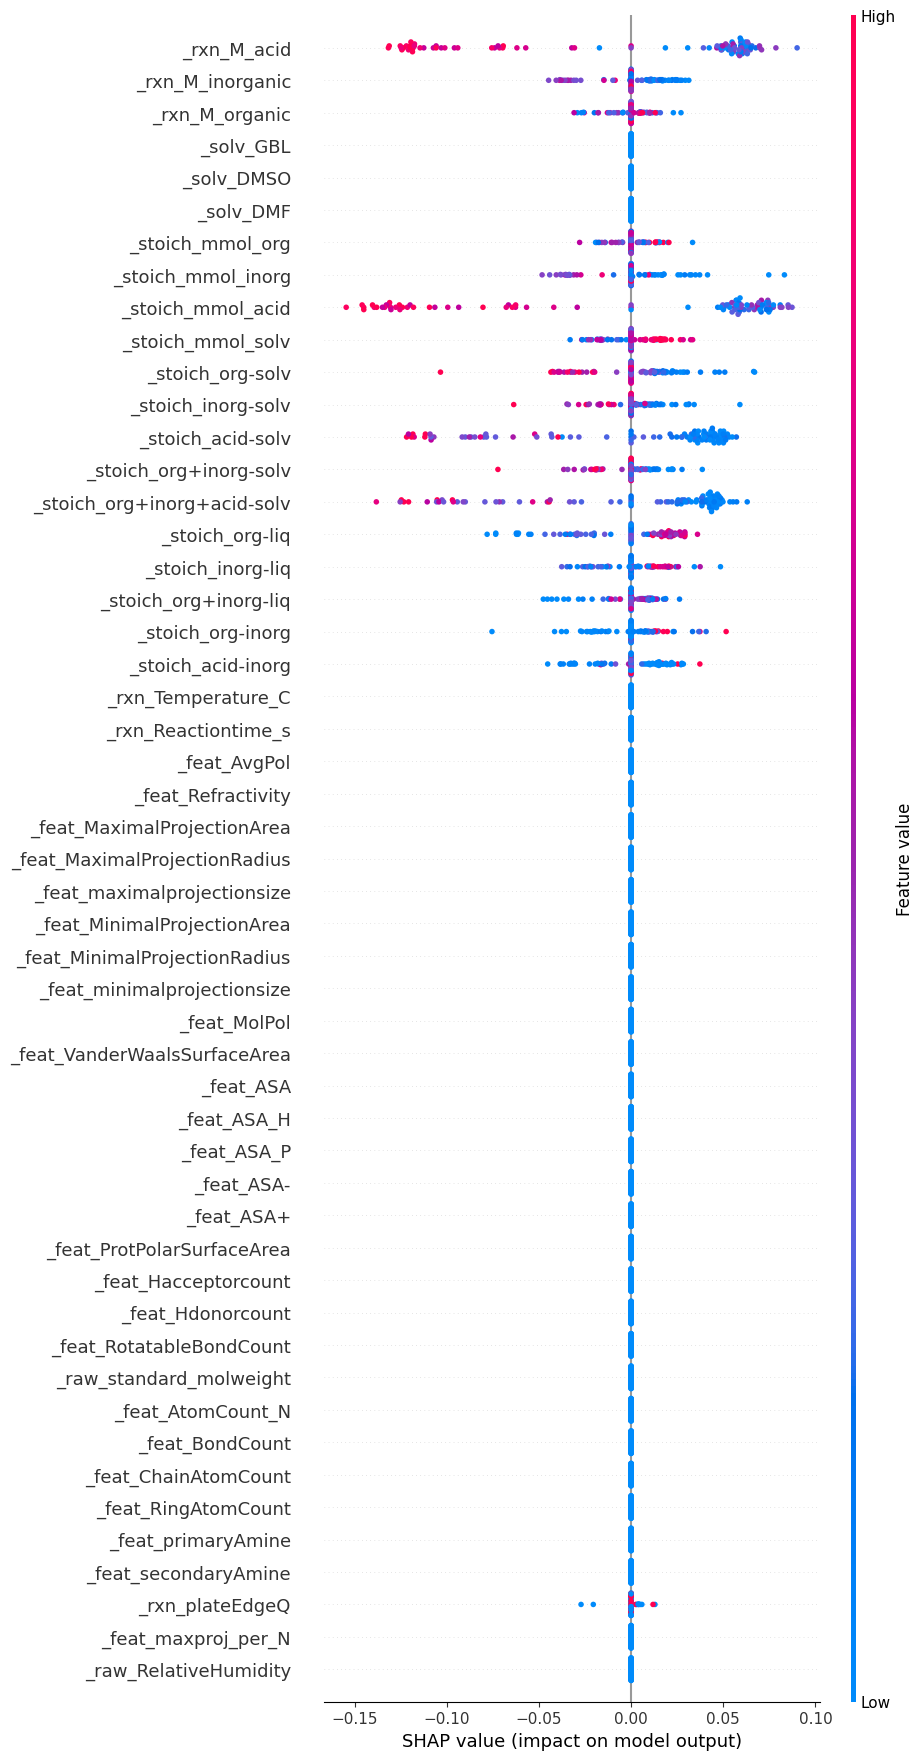 High
_rxn_M_acid
_rxn_M_inorganic
_rxn_M_organic
_solv_GBL
_solv_DMSO
_solv_DMF
_stoich_mmol_org
_stoich_mmol_inorg
_stoich_mmol_acid
_stoich_mmol_solv
_stoich_org-solv
_stoich_inorg-solv
_stoich_acid-solv
_stoich_org+inorg-solv
_stoich_org+inorg+acid-solv
_stoich_org-liq
_stoich_inorg-liq
_stoich_org+inorg-liq
_stoich_org-inorg
_stoich_acid-inorg
_rxn_Temperature_C
_rxn_Reactiontime_s
_feat_AvgPol
_feat_Refractivity
_feat_MaximalProjectionArea
_feat_MaximalProjectionRadius
_feat_maximalprojectionsize
_feat_MinimalProjectionArea
_feat_MinimalProjectionRadius
_feat_minimalprojectionsize
_feat_MolPol
_feat_VanderWaalsSurfaceArea
_feat_ASA
_feat_ASA_H
_feat_ASA_P
_feat_ASA-
_feat_ASA+
_feat_ProtPolarSurfaceArea
_feat_Hacceptorcount
_feat_Hdonorcount
_feat_RotatableBondCount
_raw_standard_molweight
_feat_AtomCount_N
_feat_BondCount
_feat_ChainAtomCount
_feat_RingAtomCount
_feat_primaryAmine
_feat_secondaryAmine
_rxn_plateEdgeQ
_feat_maxproj_per_N
_raw_RelativeHumidity
Feature value
Low
−0.15 −0.10 −0.05 0.00 0.05 0.10
SHAP value (impact on model output)